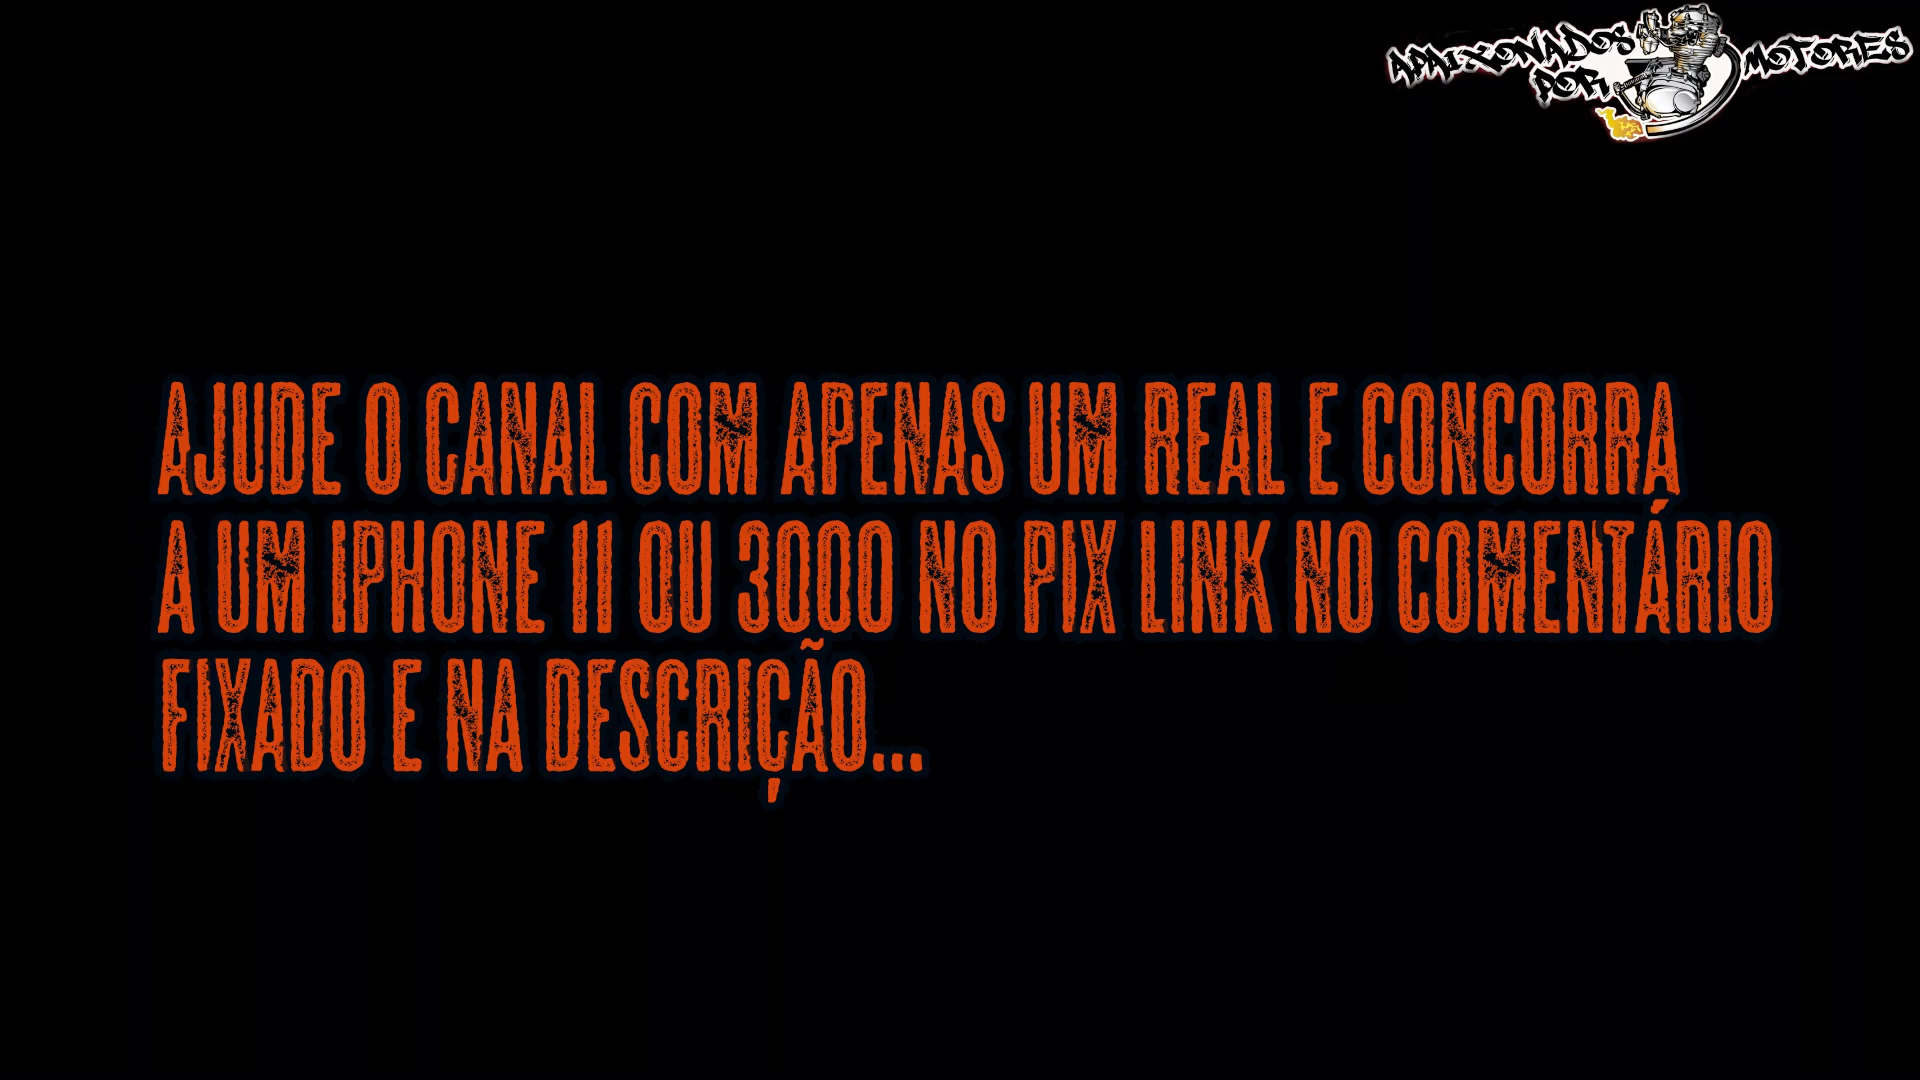 APAIXONADOS POR MOTORES
AJUDE O CANAL COM APENAS UM REAL E CONCORRA
A UM IPHONE 11 OU 3000 NO PIX LINK NO COMENTÁRIO
FIXADO E NA DESCRIÇÃO...